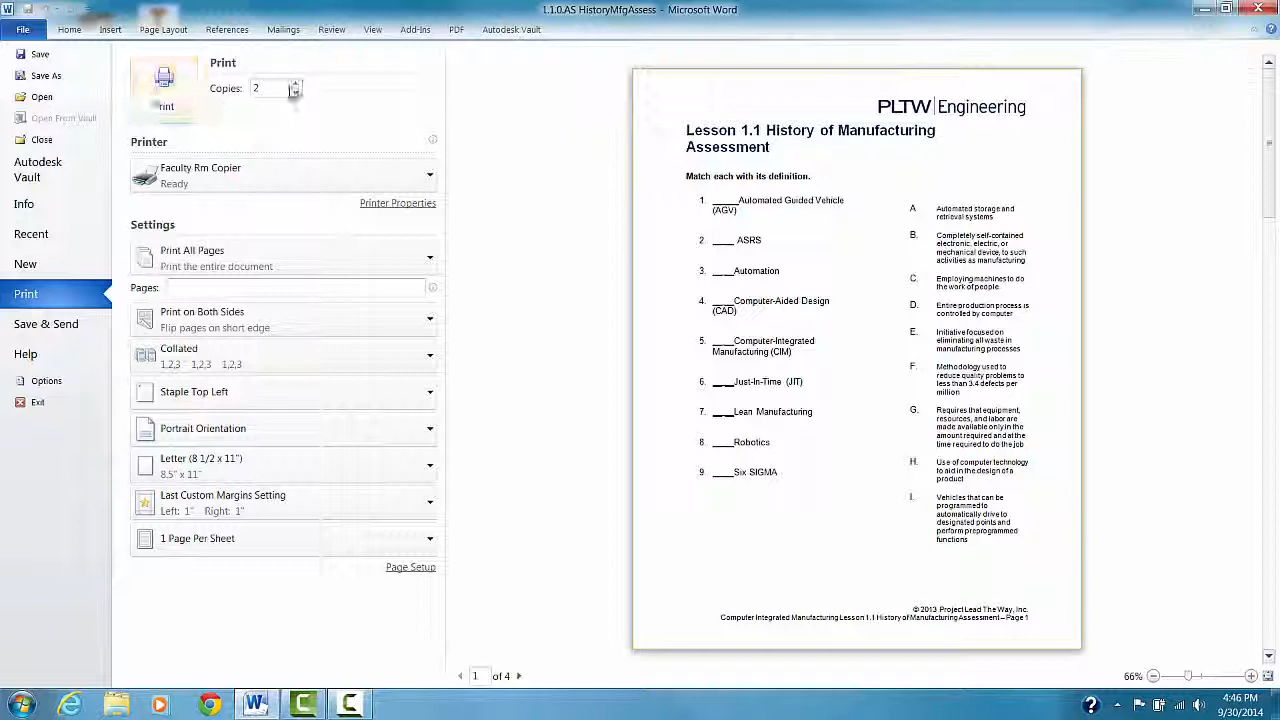 1.1.0.AS HistoryMfgAssess - Microsoft Word
File Home Insert Page Layout References Mailings Review View Add-Ins PDF Autodesk Vault
Save
Save As
Open
Open From Vault
Close
Autodesk
Vault
Info
Recent
New
Print
Save & Send
Help
Options
Exit
Print
Print
Copies: 2
Printer
Faculty Rm Copier
Ready
Printer Properties
Settings
Print All Pages
Print the entire document
Pages:
Print on Both Sides
Flip pages on short edge
Collated
1,2,3 1,2,3 1,2,3
Staple Top Left
Portrait Orientation
Letter (8 1/2 x 11")
8.5" x 11"
Last Custom Margins Setting
Left: 1" Right: 1"
1 Page Per Sheet
Page Setup
PLTW Engineering
Lesson 1.1 History of Manufacturing
Assessment
Match each with its definition.
1. _____Automated Guided Vehicle
(AGV)
2 ____ ASRS
3. ____Automation
4. ____Computer-Aided Design
(CAD)
5. ____Computer-Integrated
Manufacturing (CIM)
6. ____Just-In-Time (JIT)
7. ____Lean Manufacturing
8 ____Robotics
9 ____Six SIGMA
A Automated storage and
retrieval systems
B. Completely self-contained
electronic, electric, or
mechanical device, to such
activities as manufacturing
C. Employing machines to do
the work of people.
D. Entire production process is
controlled by computer
E. Initiative focused on
eliminating all waste in
manufacturing processes
F. Methodology used to
reduce quality problems to
less than 3.4 defects per
million
G. Requires that equipment,
resources, and labor are
made available only in the
amount required and at the
time required to do the job
H. Use of computer technology
to aid in the design of a
product
I. Vehicles that can be
programmed to
automatically drive to
designated points and
perform preprogrammed
functions
© 2013 Project Lead The Way, Inc.
Computer Integrated Manufacturing Lesson 1.1 History of Manufacturing Assessment – Page 1
1 of 4
66%
4:46 PM
9/30/2014